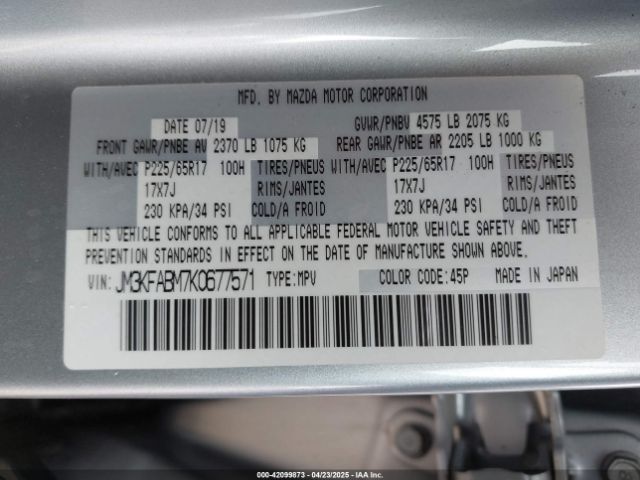 MFD. BY MAZDA MOTOR CORPORATION
DATE 07/19 GVWR/PNBV 4575 LB 2075 KG
FRONT GAWR/PNBE AV 2370 LB 1075 KG REAR GAWR/PNBE AR 2205 LB 1000 KG
WITH/AVEC P225/65R17 100H TIRES/PNEUS WITH/AVEC P225/65R17 100H TIRES/PNEUS
17X7J RIMS/JANTES 17X7J RIMS/JANTES
230 KPA/34 PSI COLD/A FROID 230 KPA/34 PSI COLD/A FROID
THIS VEHICLE CONFORMS TO ALL APPLICABLE FEDERAL MOTOR VEHICLE SAFETY AND THEFT
PREVENTION STANDARDS IN EFFECT ON THE DATE OF MANUFACTURE SHOWN ABOVE.
VIN: JM3KFABM7K0677571 TYPE:MPV COLOR CODE:45P MADE IN JAPAN
000-42099873 - 04/23/2025 - IAAI, Inc.